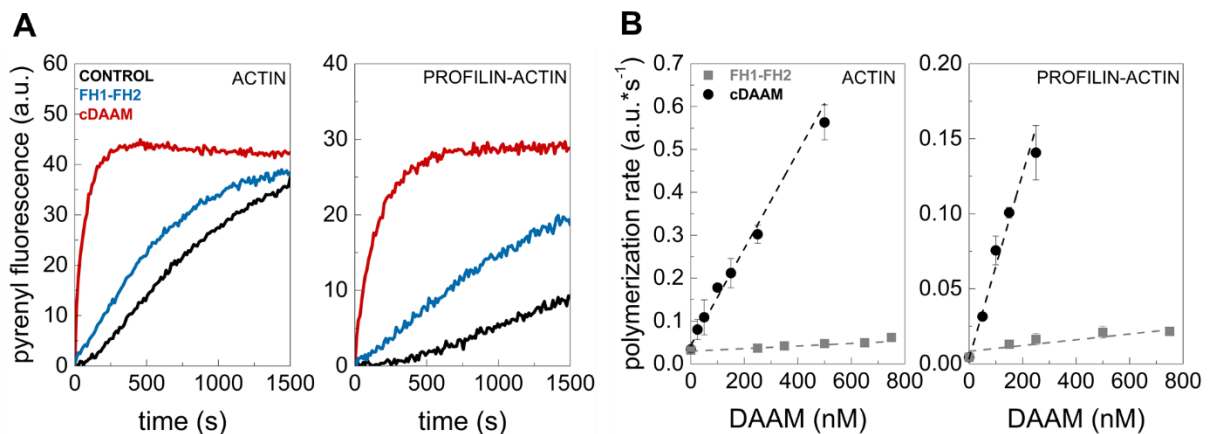 A
B
pyrenyl fluorescence (a.u.)
60
50
40
30
20
10
0
CONTROL
FH1-FH2
cDAAM
ACTIN
0 500 1000 1500
time (s)
40
30
20
10
0
PROFILIN-ACTIN
0 500 1000 1500
time (s)
polymerization rate (a.u.*s⁻¹)
0.7
0.6
0.5
0.4
0.3
0.2
0.1
0.0
FH1-FH2
cDAAM
ACTIN
0 200 400 600 800
DAAM (nM)
0.20
0.15
0.10
0.05
0.00
PROFILIN-ACTIN
0 200 400 600 800
DAAM (nM)